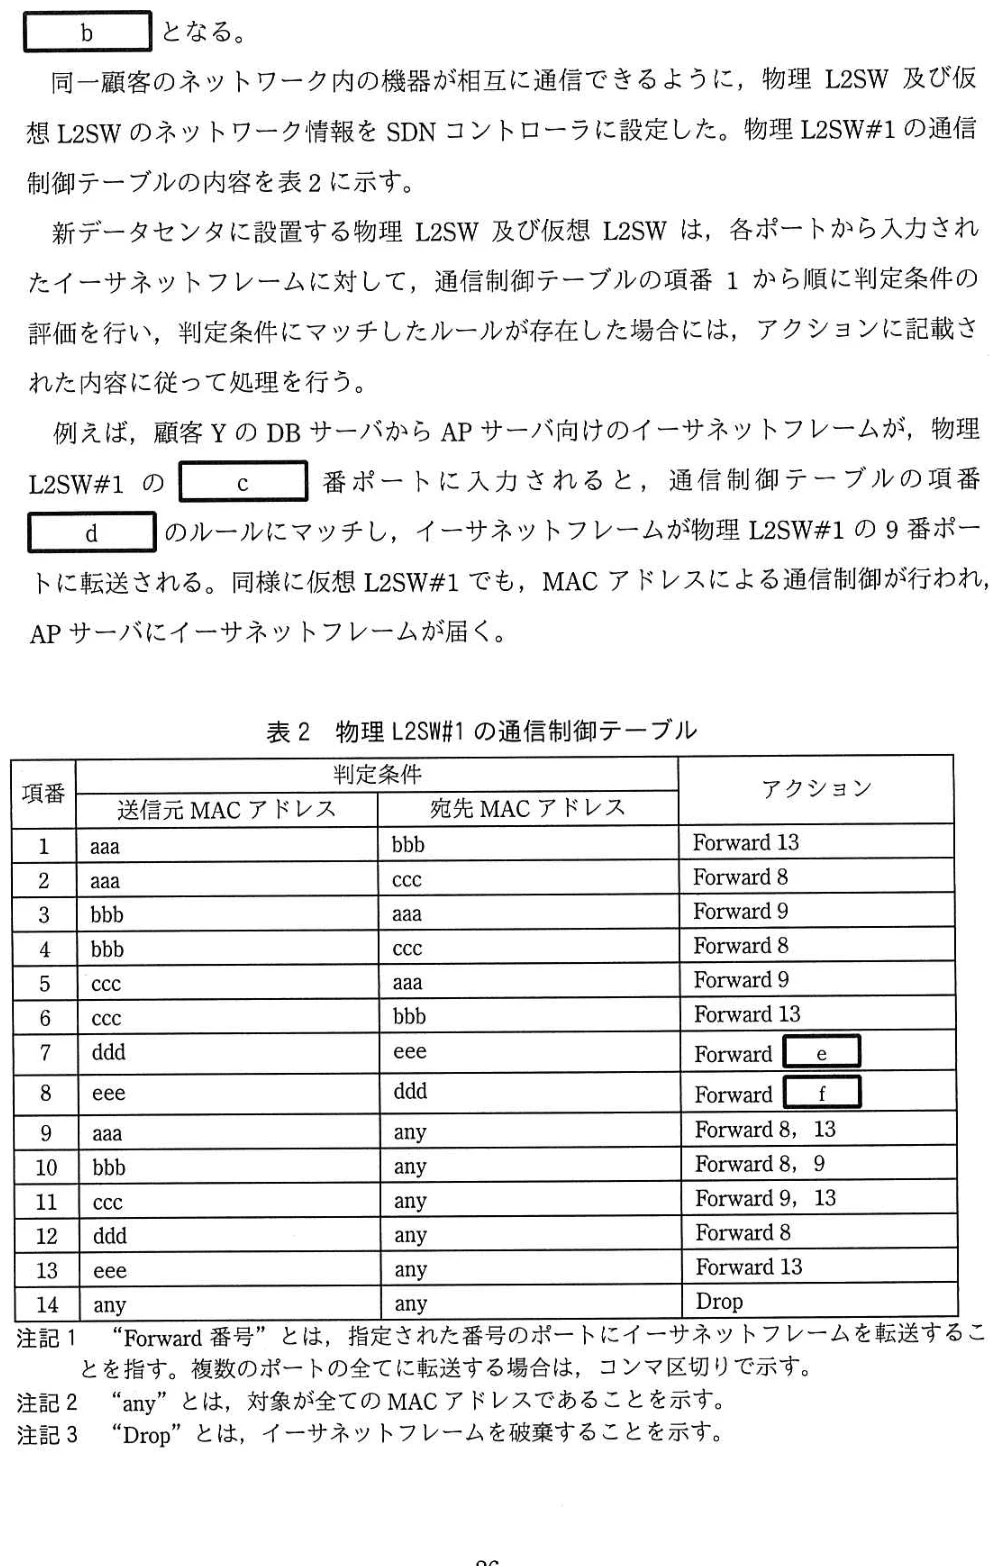 b となる。
同一顧客のネットワーク内の機器が相互に通信できるように，物理 L2SW 及び仮
想 L2SW のネットワーク情報を SDN コントローラに設定した。物理 L2SW#1 の通信
制御テーブルの内容を表 2 に示す。
新データセンタに設置する物理 L2SW 及び仮想 L2SW は，各ポートから入力され
たイーサネットフレームに対して，通信制御テーブルの項番 1 から順に判定条件の
評価を行い，判定条件にマッチしたルールが存在した場合には，アクションに記載さ
れた内容に従って処理を行う。
例えば，顧客 Y の DB サーバから AP サーバ向けのイーサネットフレームが，物理
L2SW#1 の c 番ポートに入力されると，通信制御テーブルの項番
d のルールにマッチし，イーサネットフレームが物理 L2SW#1 の 9 番ポー
トに転送される。同様に仮想 L2SW#1 でも，MAC アドレスによる通信制御が行われ，
AP サーバにイーサネットフレームが届く。
表 2 物理 L2SW#1 の通信制御テーブル
項番 判定条件 アクション
送信元 MAC アドレス 宛先 MAC アドレス
1 aaa bbb Forward 13
2 aaa ccc Forward 8
3 bbb aaa Forward 9
4 bbb ccc Forward 8
5 ccc aaa Forward 9
6 ccc bbb Forward 13
7 ddd eee Forward e
8 eee ddd Forward f
9 aaa any Forward 8，13
10 bbb any Forward 8，9
11 ccc any Forward 9，13
12 ddd any Forward 8
13 eee any Forward 13
14 any any Drop
注記 1 “Forward 番号” とは，指定された番号のポートにイーサネットフレームを転送するこ
とを指す。複数のポートの全てに転送する場合は，コンマ区切りで示す。
注記 2 “any” とは，対象が全ての MAC アドレスであることを示す。
注記 3 “Drop” とは，イーサネットフレームを破棄することを示す。